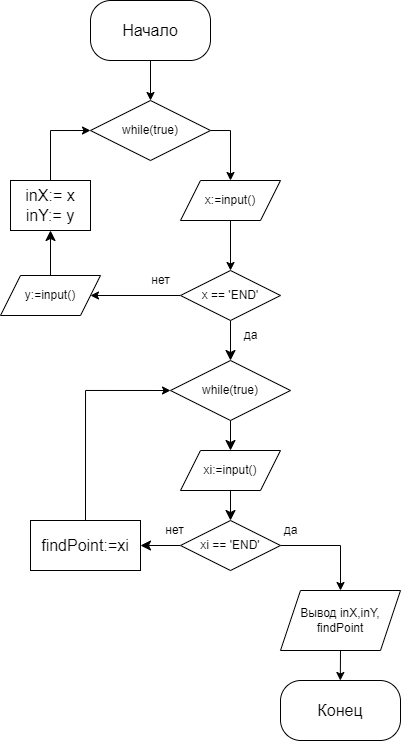 Начало
while(true)
x:=input()
inX:= x
inY:= y
y:=input()
нет
x == 'END'
да
while(true)
xi:=input()
findPoint:=xi
нет
xi == 'END'
да
Вывод inX,inY,
findPoint
Конец